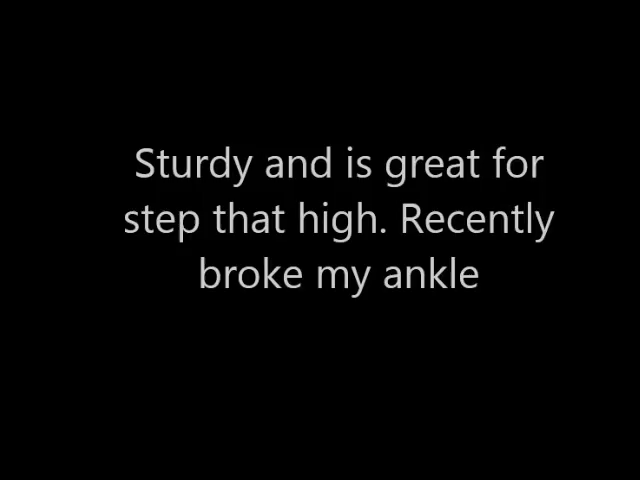 Sturdy and is great for
step that high. Recently
broke my ankle